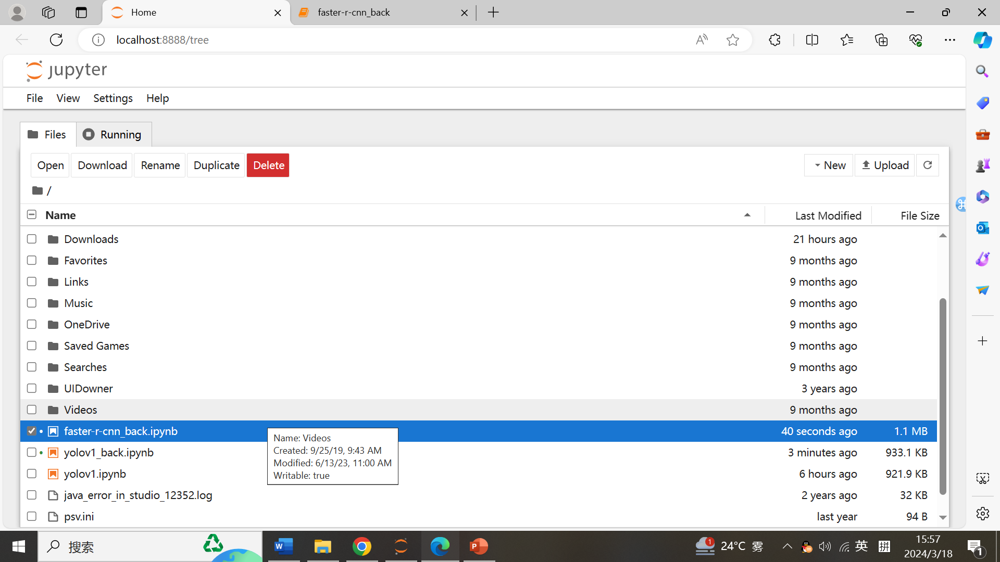 Home
faster-r-cnn_back
localhost:8888/tree
jupyter
File View Settings Help
Files Running
Open Download Rename Duplicate Delete New Upload
/
Name Last Modified File Size
Downloads 21 hours ago
Favorites 9 months ago
Links 9 months ago
Music 9 months ago
OneDrive 9 months ago
Saved Games 9 months ago
Searches 9 months ago
UIDowner 3 years ago
Videos 9 months ago
faster-r-cnn_back.ipynb 40 seconds ago 1.1 MB
Name: Videos
Created: 9/25/19, 9:43 AM
Modified: 6/13/23, 11:00 AM
Writable: true
yolov1_back.ipynb 3 minutes ago 933.1 KB
yolov1.ipynb 6 hours ago 921.9 KB
java_error_in_studio_12352.log 2 years ago 32 KB
psv.ini last year 94 B
搜索
W
P
1
24°C 雾
英
拼
15:57
2024/3/18
1